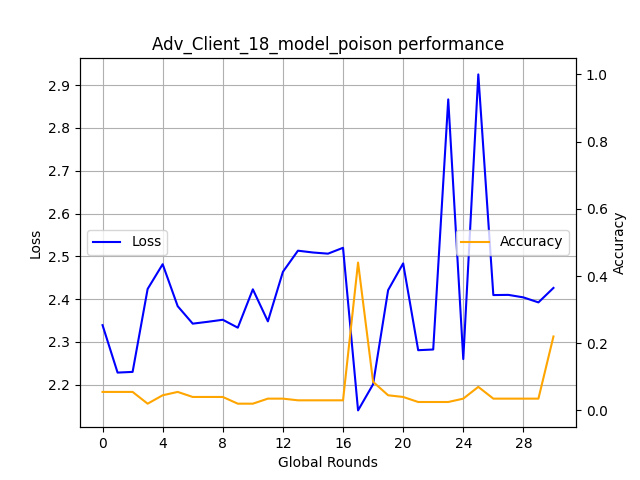 Adv_Client_18_model_poison performance
Loss
2.9
2.8
2.7
2.6
2.5
2.4
2.3
2.2
Loss
Accuracy
1.0
0.8
0.6
0.4
0.2
0.0
Accuracy
0 4 8 12 16 20 24 28
Global Rounds